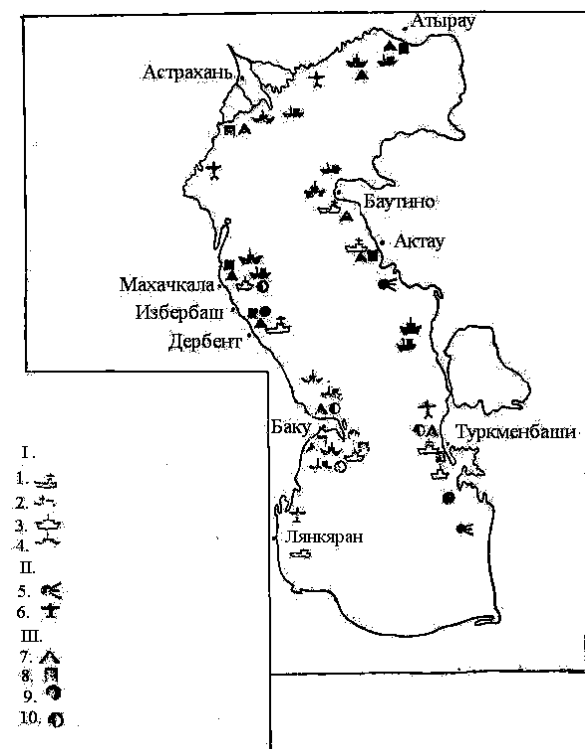 Атырау
Астрахань
Баутино
Актау
Махачкала
Избербаш
Дербент
Баку
Туркменбаши
Лянкяран
I.
1.
2.
3.
4.
II.
5.
6.
III.
7.
8.
9.
10.